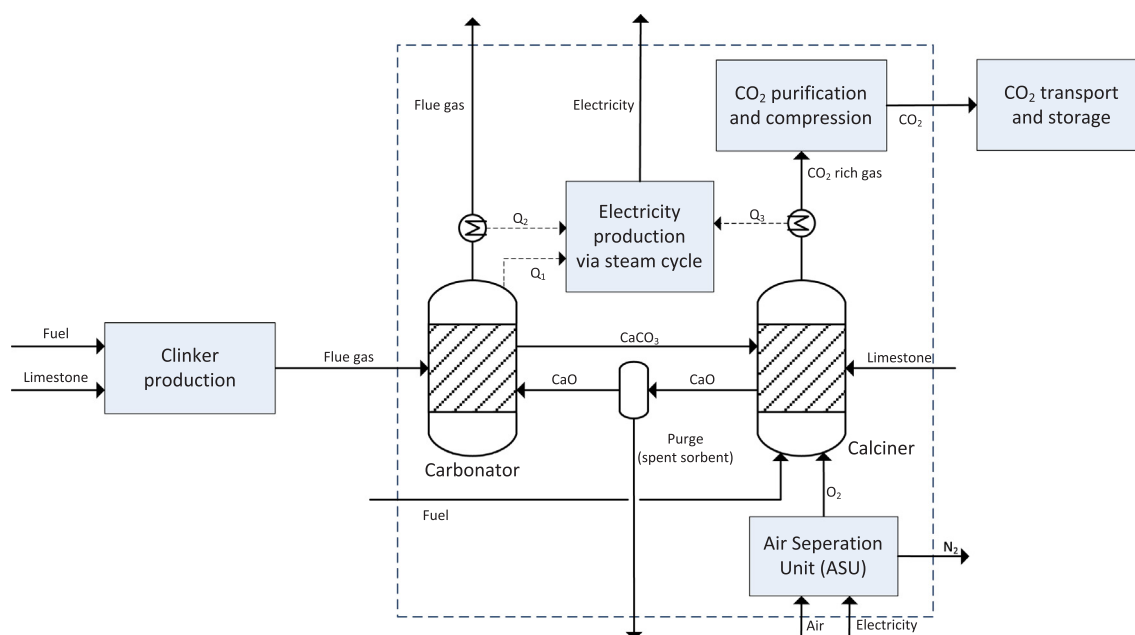 Flue gas
Electricity
CO₂ purification
and compression
CO₂
CO₂ transport
and storage
CO₂ rich gas
Q₂
Electricity
production
via steam cycle
Q₃
Q₁
Fuel
Limestone
Clinker
production
Flue gas
CaCO₃
CaO
CaO
Limestone
Carbonator
Purge
(spent sorbent)
Calciner
Fuel
O₂
Air Seperation
Unit (ASU)
N₂
Air
Electricity